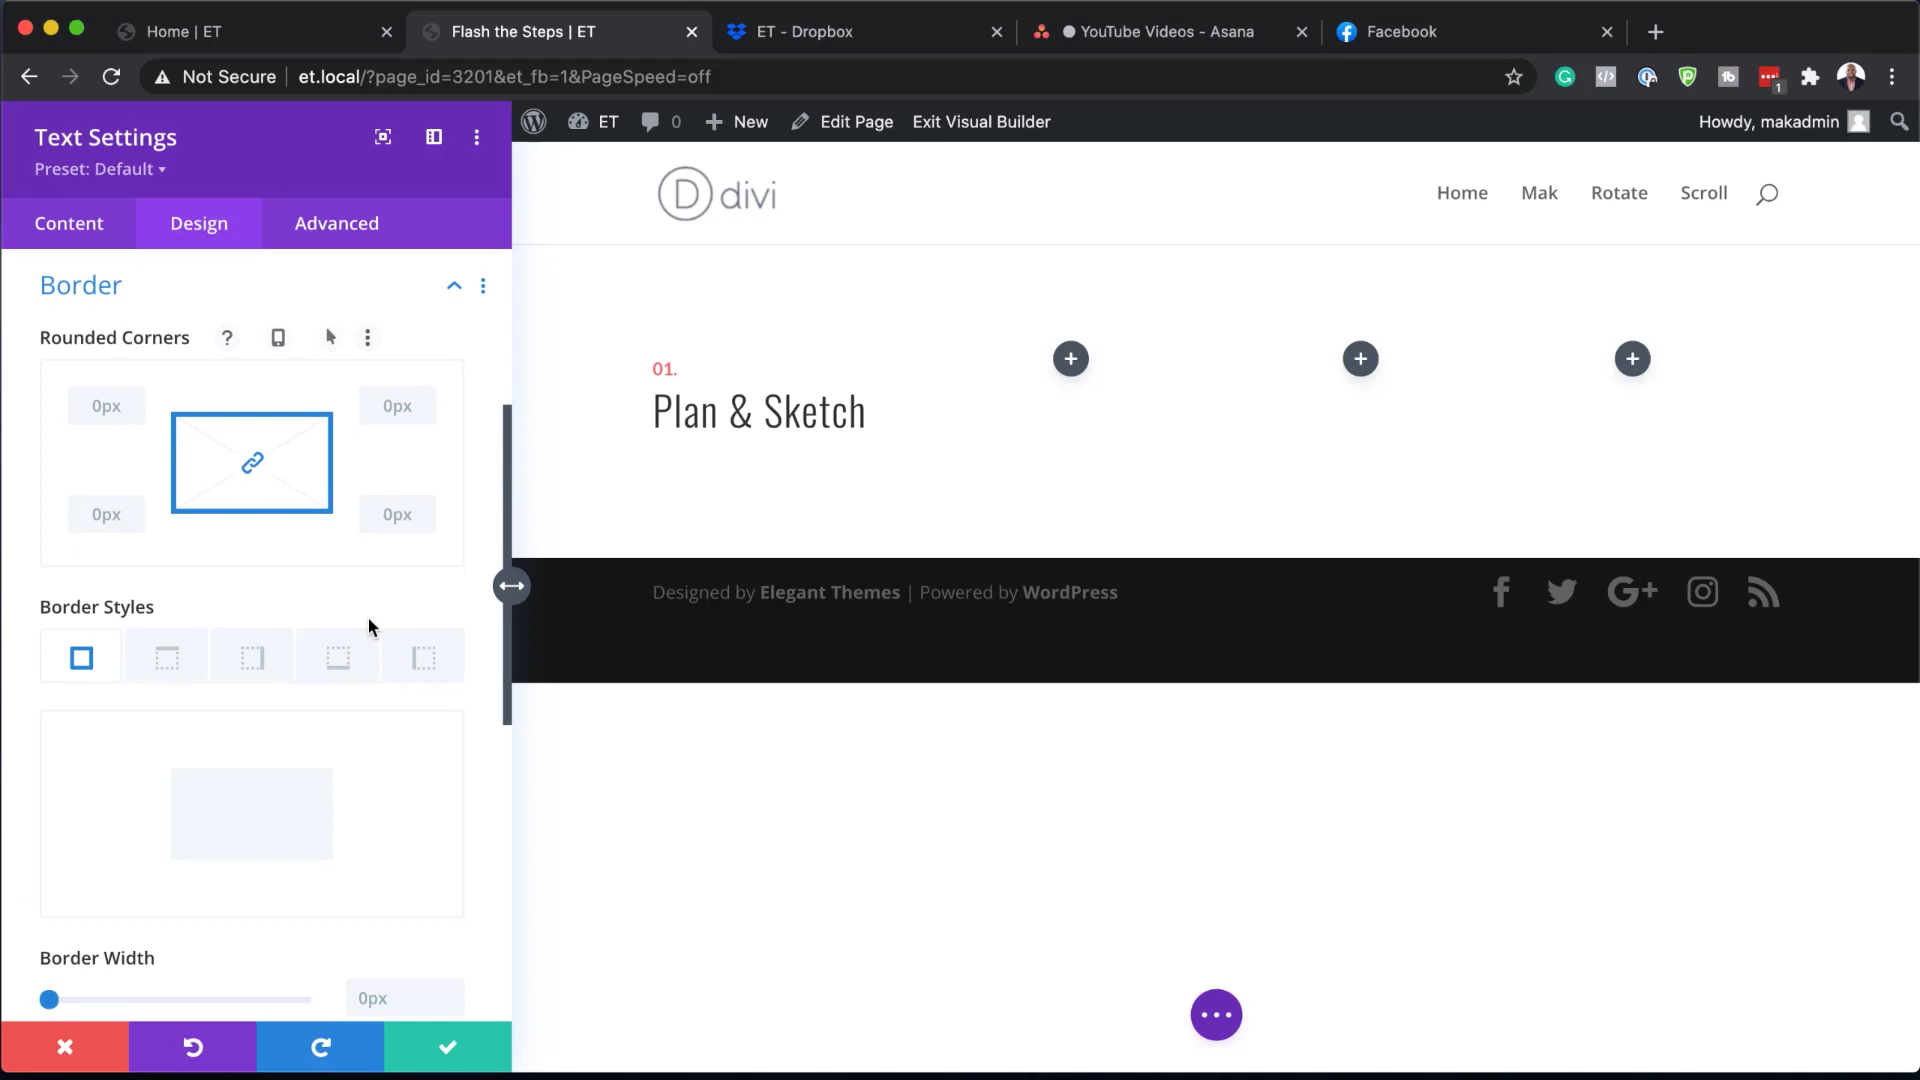 Home | ET
Flash the Steps | ET
ET - Dropbox
YouTube Videos - Asana
Facebook
Not Secure
et.local/?page_id=3201&et_fb=1&PageSpeed=off
1
Text Settings
Preset: Default
Content
Design
Advanced
ET
0
New
Edit Page
Exit Visual Builder
Howdy, makadmin
D divi
Home
Mak
Rotate
Scroll
Border
Rounded Corners
?
0px
0px
0px
0px
Border Styles
Border Width
0px
01.
Plan & Sketch
Designed by Elegant Themes | Powered by WordPress